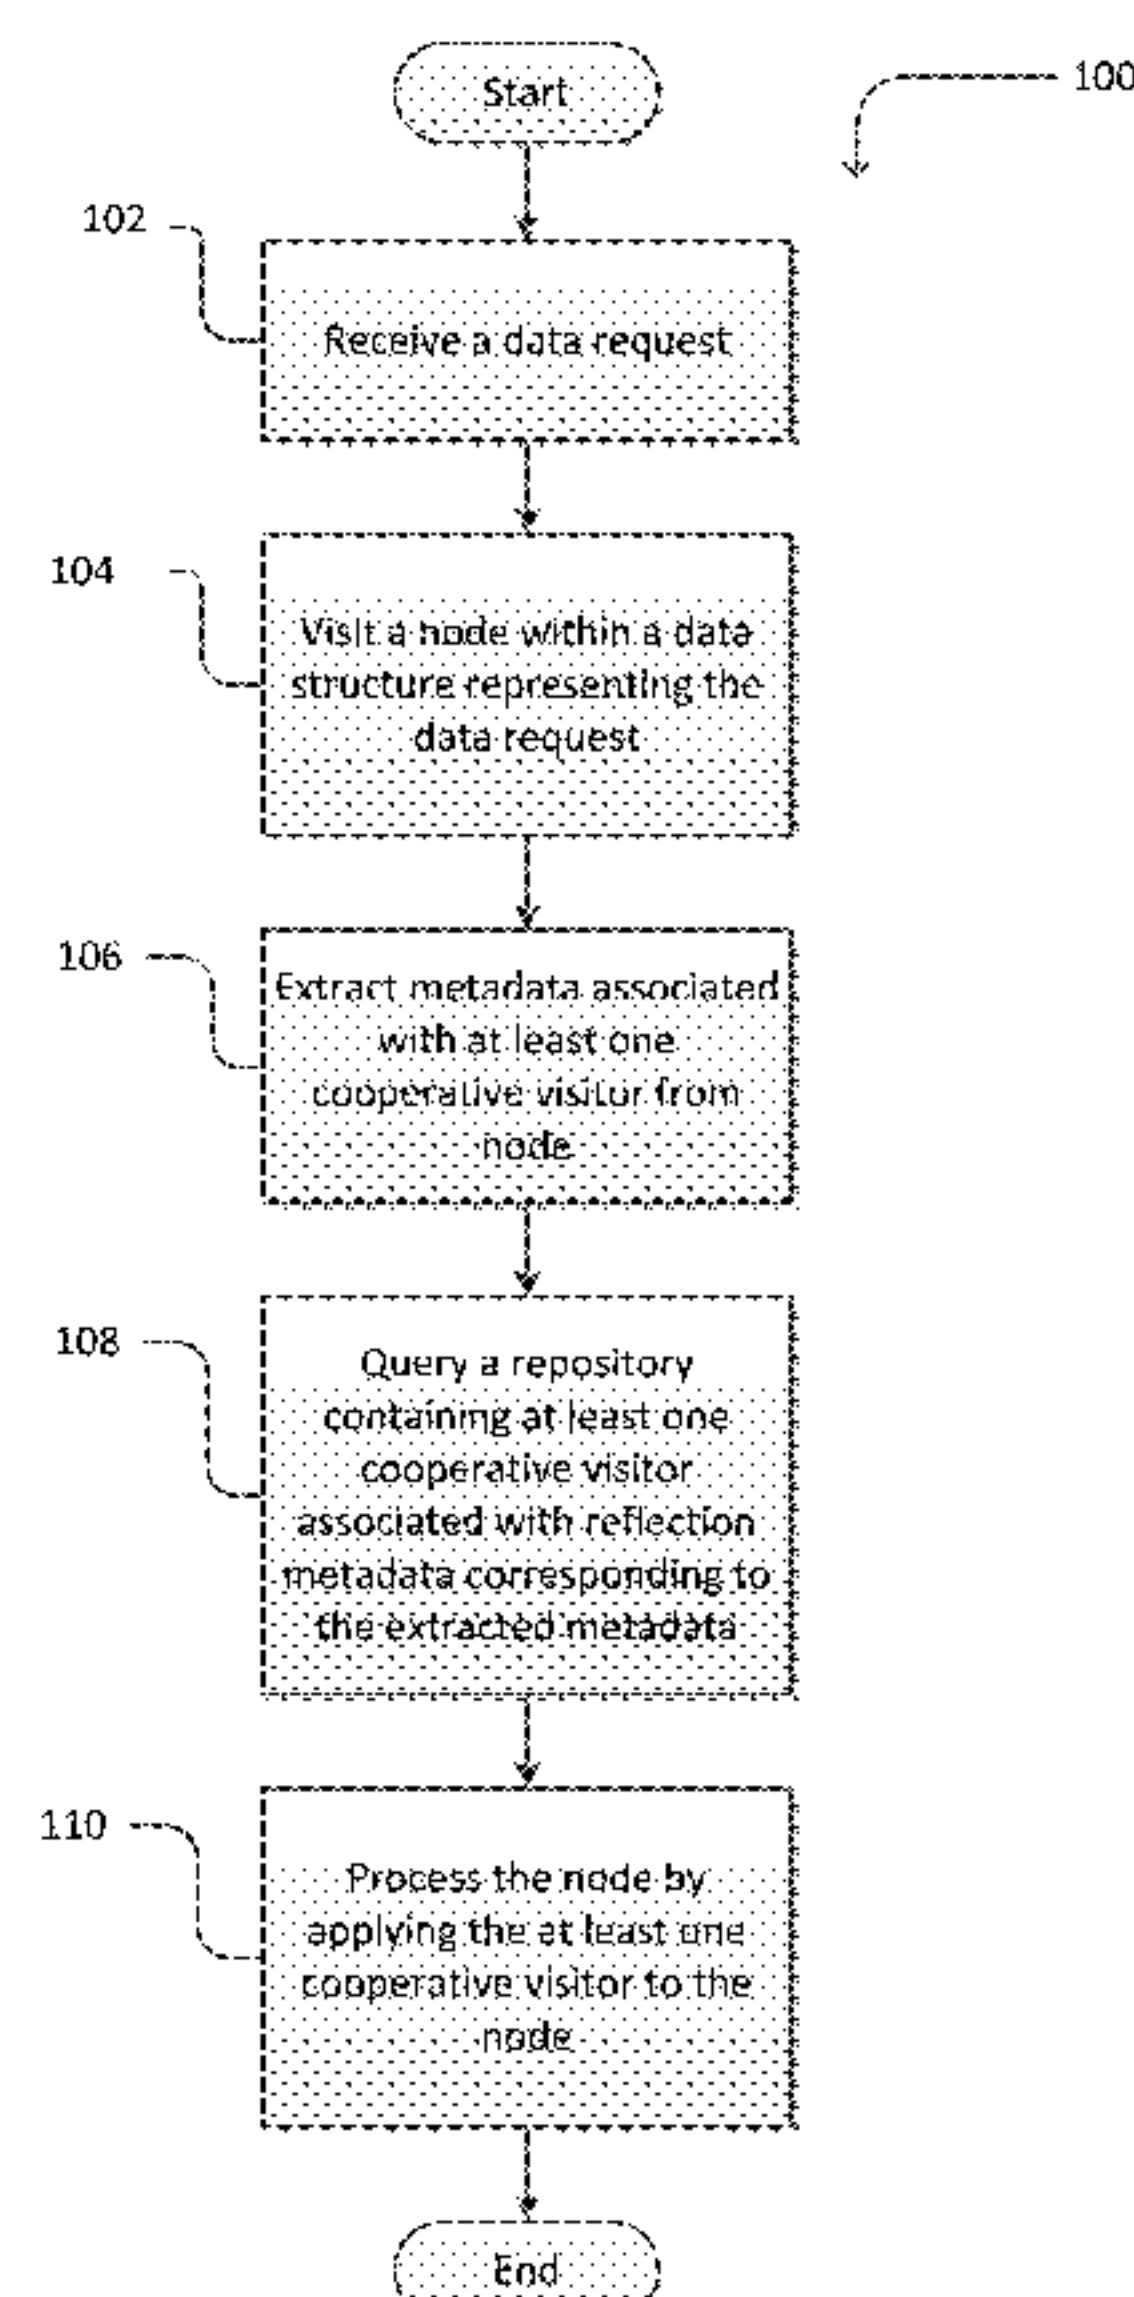 Start
100
102
Receive a data request
104
Visit a node within a data
structure representing the
data request
106
Extract metadata associated
with at least one
cooperative visitor from
node
108
Query a repository
containing at least one
cooperative visitor
associated with reflection
metadata corresponding to
the extracted metadata
110
Process the node by
applying the at least one
cooperative visitor to the
node
End